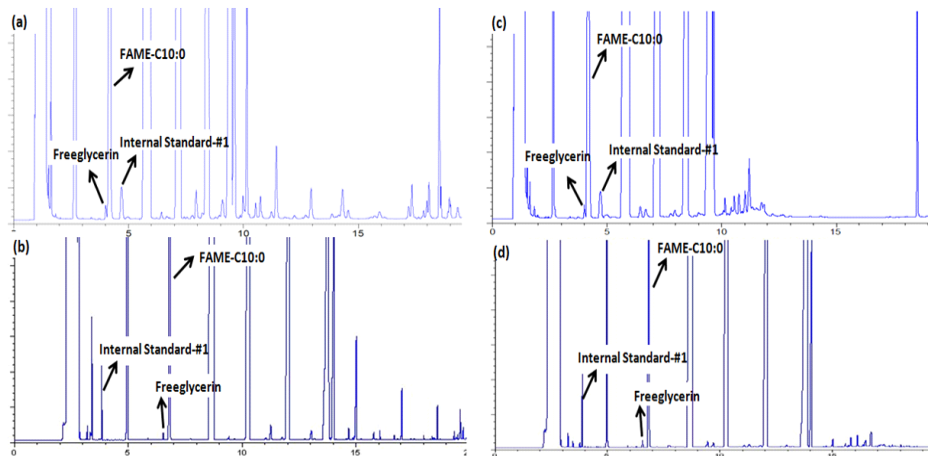 (a)
FAME-C10:0
Internal Standard-#1
Freeglycerin
5
10
15
(c)
FAME-C10:0
Internal Standard-#1
Freeglycerin
5
10
15
(b)
FAME-C10:0
Internal Standard-#1
Freeglycerin
0
5
10
15
(d)
FAME-C10:0
Internal Standard-#1
Freeglycerin
5
10
15